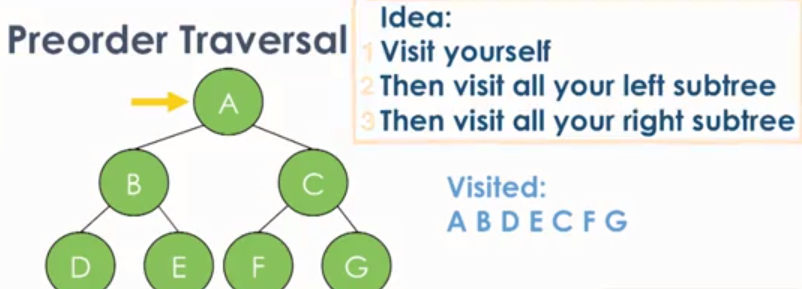 Preorder Traversal
Idea:
1 Visit yourself
2 Then visit all your left subtree
3 Then visit all your right subtree
A
B
C
D
E
F
G
Visited:
A B D E C F G